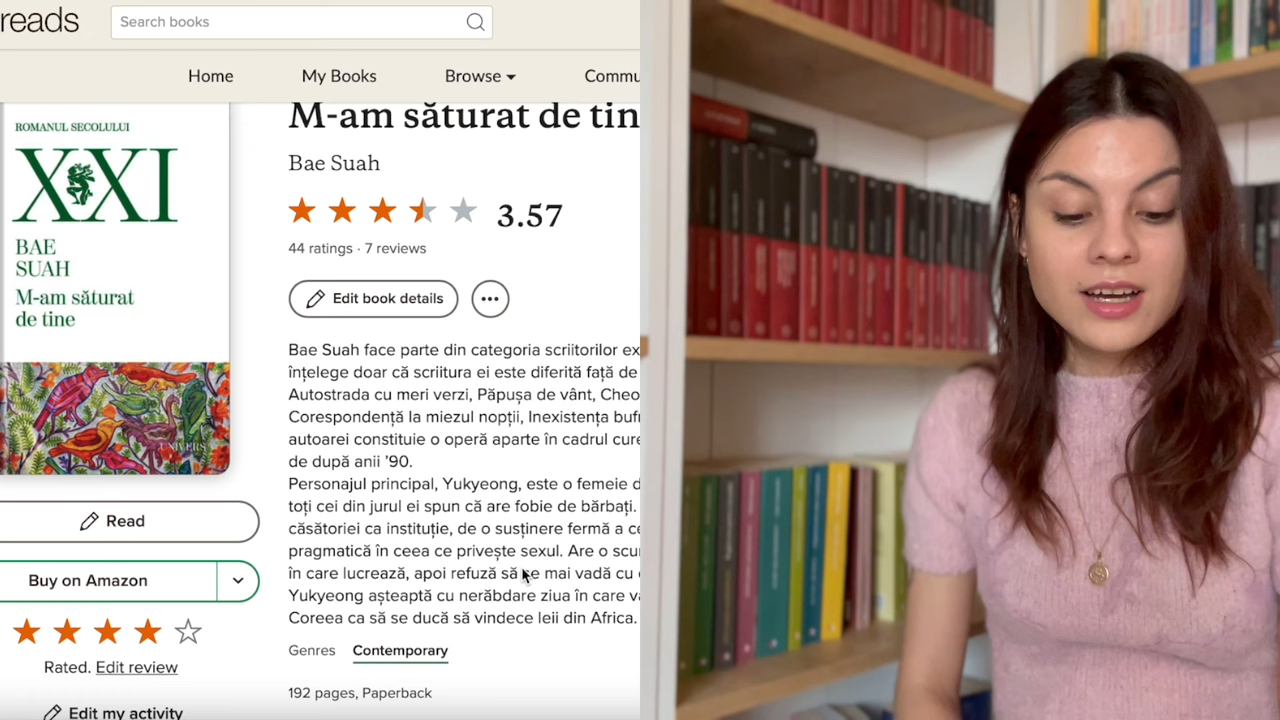 reads
Search books
Home
My Books
Browse
Commu
ROMANUL SECOLULUI
XXI
BAE
SUAH
M-am săturat
de tine
UNIVERS
M-am săturat de tin
Bae Suah
3.57
44 ratings · 7 reviews
Edit book details
Bae Suah face parte din categoria scriitorilor ex
înțelege doar că scriitura ei este diferită față de
Autostrada cu meri verzi, Păpușa de vânt, Cheo
Corespondență la miezul nopții, Inexistența bufn
autoarei constituie o operă aparte în cadrul cure
de după anii ’90.
Personajul principal, Yukyeong, este o femeie d
toți cei din jurul ei spun că are fobie de bărbați.
căsătoriei ca instituție, de o susținere fermă a ce
pragmatică în ceea ce privește sexul. Are o scur
în care lucrează, apoi refuză să se mai vadă cu
Yukyeong așteaptă cu nerăbdare ziua în care va
Coreea ca să se ducă să vindece leii din Africa.
Genres
Contemporary
192 pages, Paperback
Read
Buy on Amazon
Rated. Edit review
Edit my activity